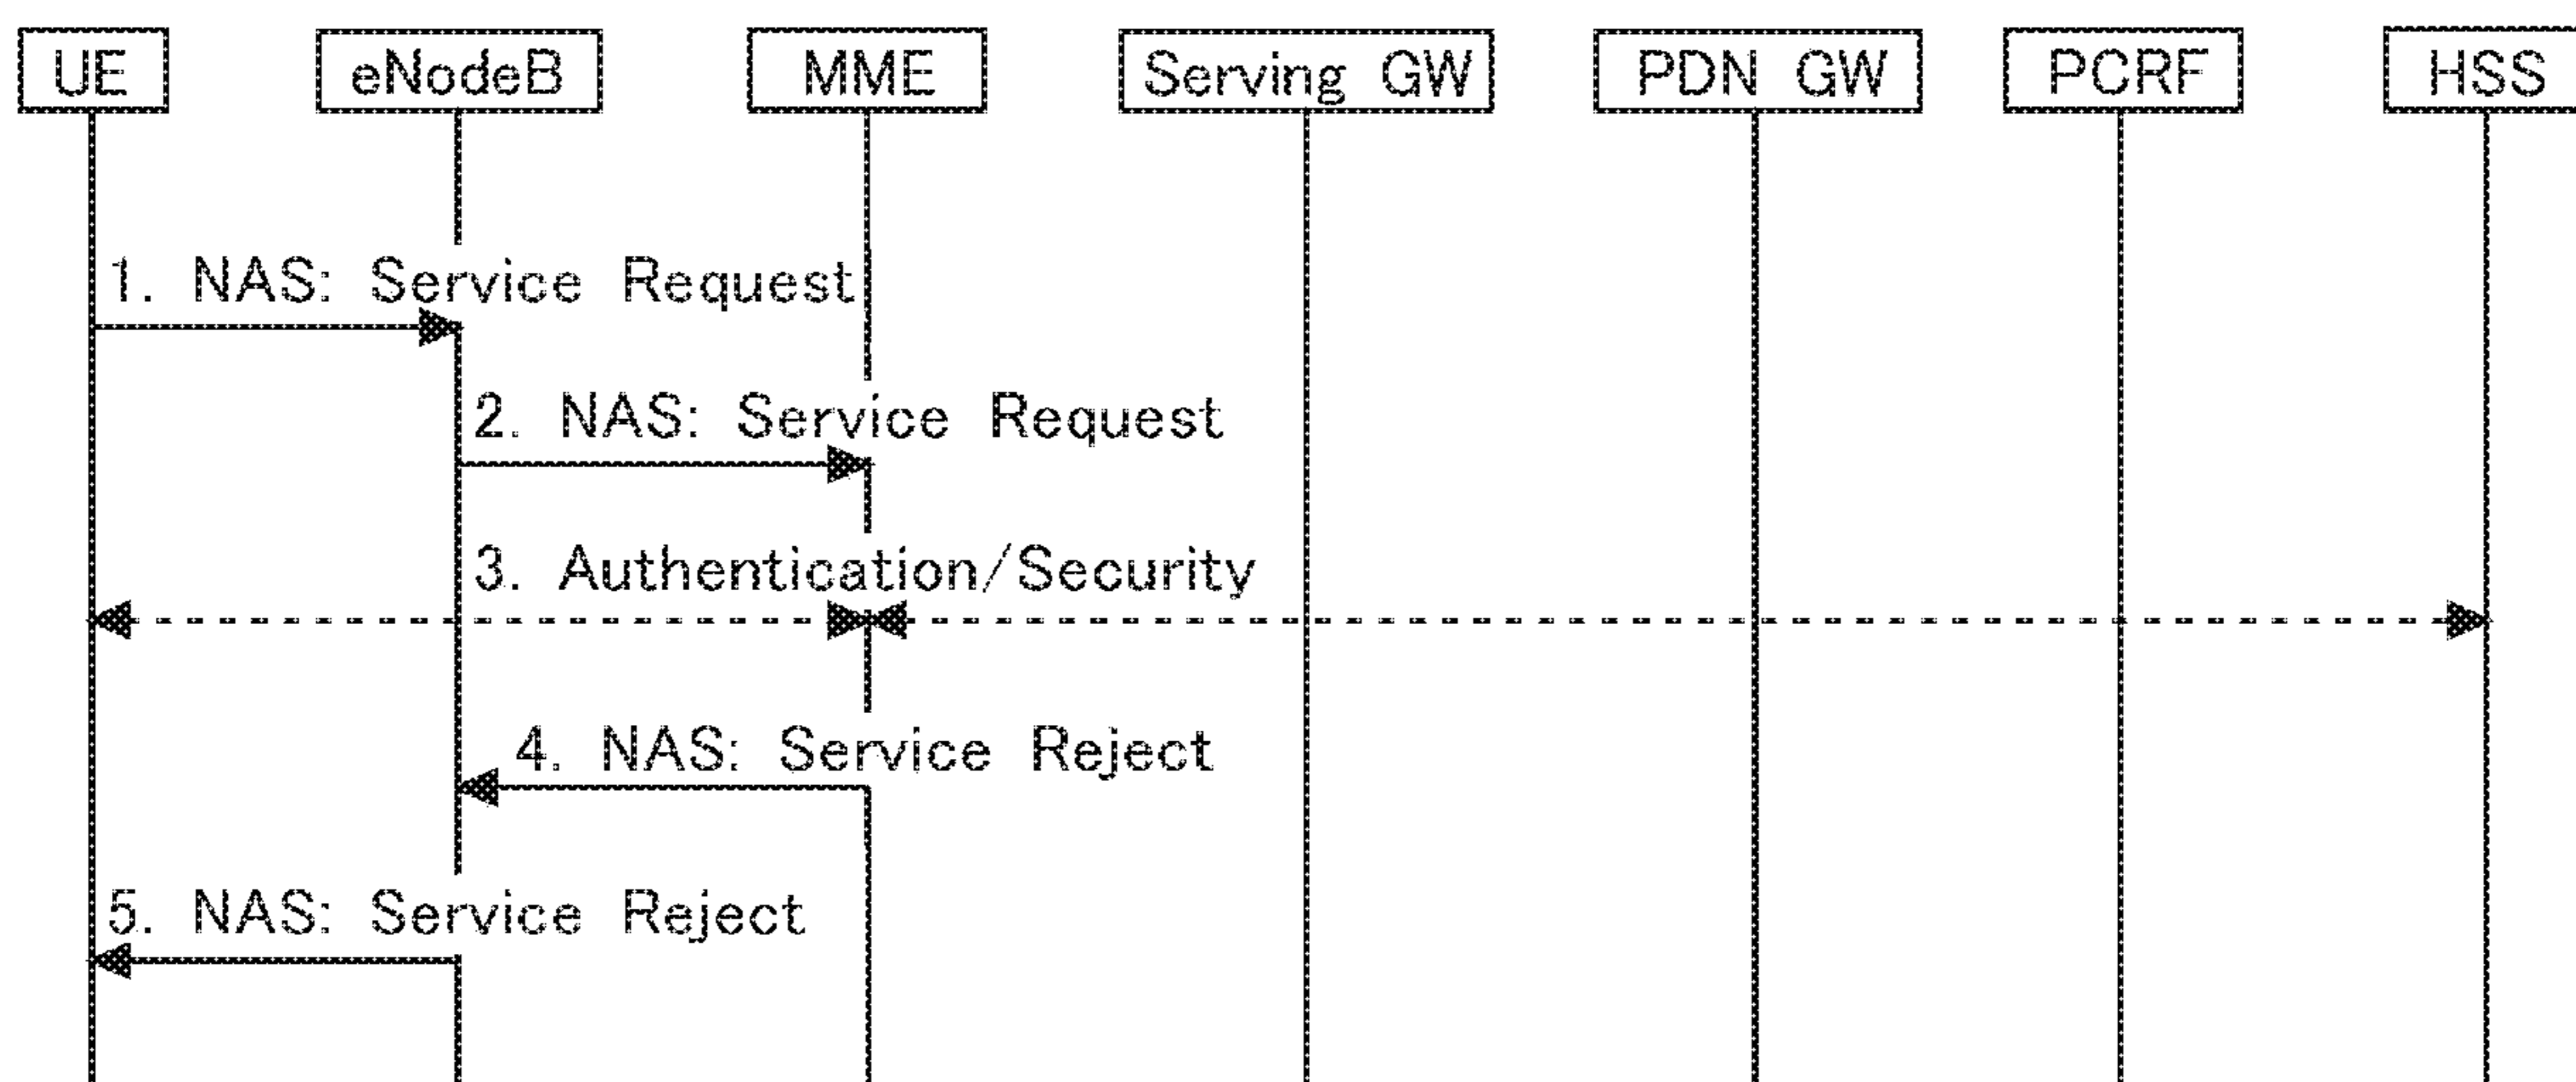 UE eNodeB MME Serving GW PDN GW PCRF HSS
1. NAS: Service Request
2. NAS: Service Request
3. Authentication/Security
4. NAS: Service Reject
5. NAS: Service Reject